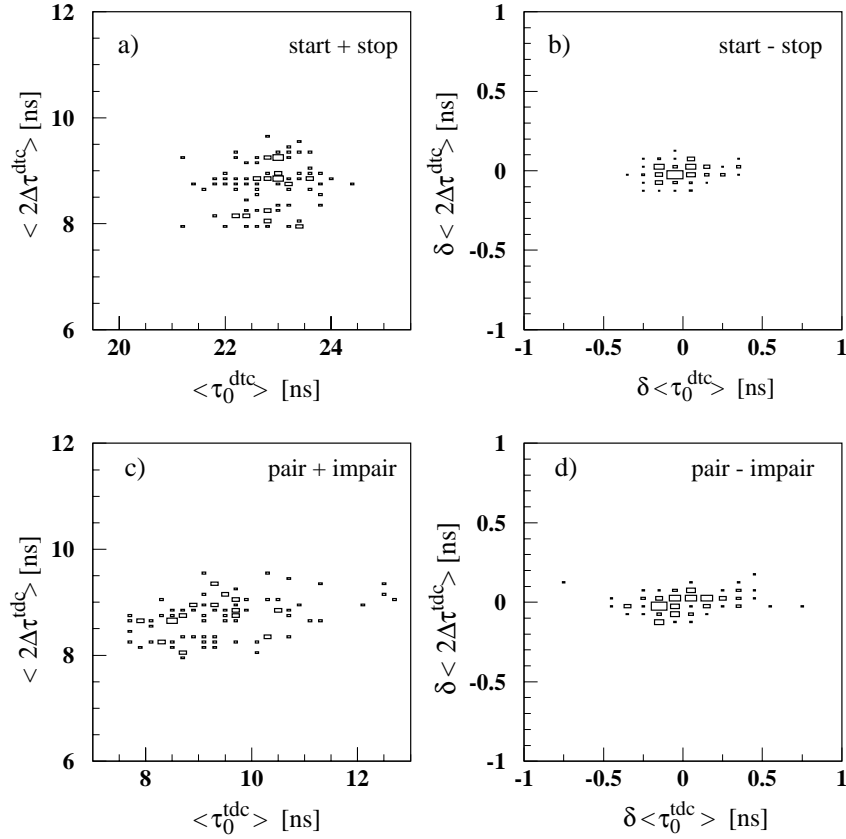 12
10
8
6
20 22 24
< 2Δτ^dtc > [ns]
<τ₀^dtc> [ns]
a)
start + stop
1
0.5
0
-0.5
-1
-1 -0.5 0 0.5 1
δ< 2Δτ^dtc > [ns]
δ<τ₀^dtc> [ns]
b)
start - stop
12
10
8
6
8 10 12
< 2Δτ^tdc > [ns]
<τ₀^tdc> [ns]
c)
pair + impair
1
0.5
0
-0.5
-1
-1 -0.5 0 0.5 1
δ< 2Δτ^tdc > [ns]
δ<τ₀^tdc> [ns]
d)
pair - impair